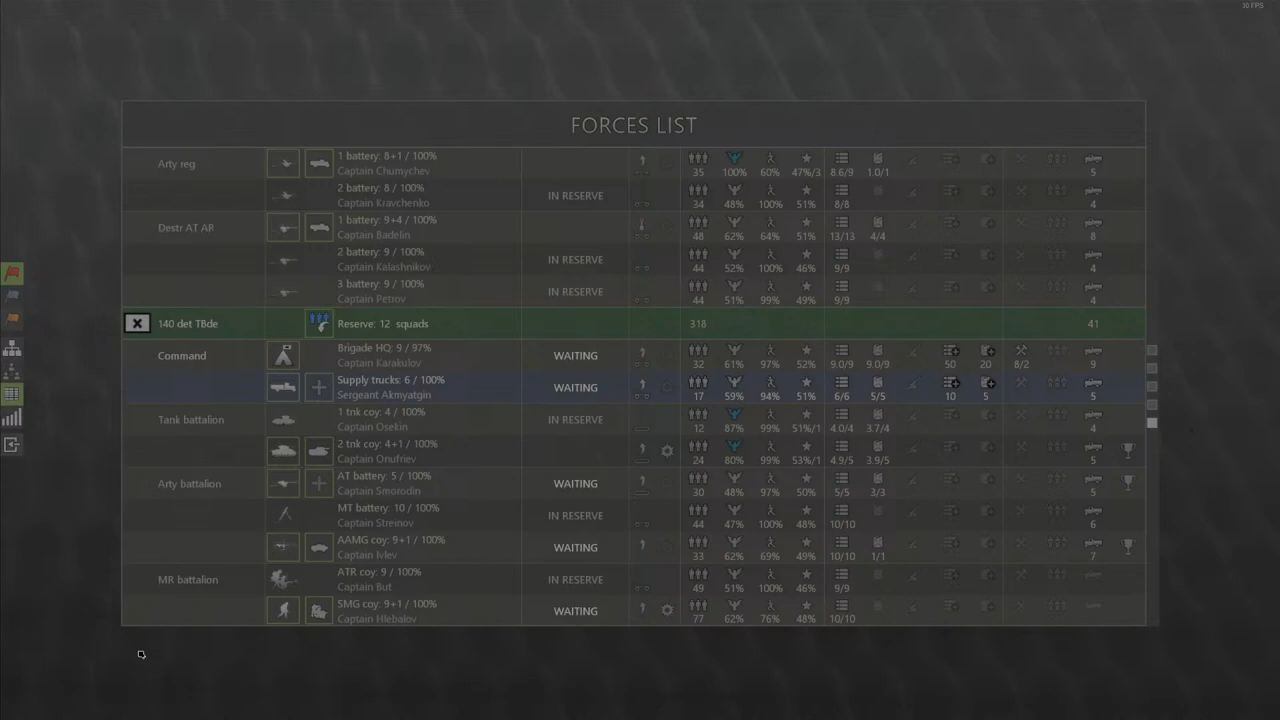 30 FPS
FORCES LIST
Arty reg 1 battery: 8+1 / 100% Captain Chumychev 35 100% 60% 47%/3 8.6/9 1.0/1 5
2 battery: 8 / 100% Captain Kravchenko IN RESERVE 34 48% 100% 51% 8/8 4
Destr AT AR 1 battery: 9+4 / 100% Captain Badelin 48 62% 64% 51% 13/13 4/4 8
2 battery: 9 / 100% Captain Kalashnikov IN RESERVE 44 52% 100% 46% 9/9 4
3 battery: 9 / 100% Captain Petrov IN RESERVE 44 51% 99% 49% 9/9 4
140 det TBde Reserve: 12 squads 318 41
Command Brigade HQ: 9 / 97% Captain Karakulov WAITING 32 61% 97% 52% 9.0/9 9.0/9 50 20 8/2 9
Supply trucks: 6 / 100% Sergeant Akmyatgin WAITING 17 59% 94% 51% 6/6 5/5 10 5 5
Tank battalion 1 tnk coy: 4 / 100% Captain Osekin IN RESERVE 12 87% 99% 51%/1 4.0/4 3.7/4 4
2 tnk coy: 4+1 / 100% Captain Onufriev 24 80% 99% 53%/1 4.9/5 3.9/5 5
Arty battalion AT battery: 5 / 100% Captain Smorodin WAITING 30 48% 97% 50% 5/5 3/3 5
MT battery: 10 / 100% Captain Streinov IN RESERVE 44 47% 100% 48% 10/10 6
AAMG coy: 9+1 / 100% Captain Ivlev WAITING 33 62% 69% 49% 10/10 1/1 7
MR battalion ATR coy: 9 / 100% Captain But IN RESERVE 49 51% 100% 46% 9/9
SMG coy: 9+1 / 100% Captain Hlebalov WAITING 77 62% 76% 48% 10/10